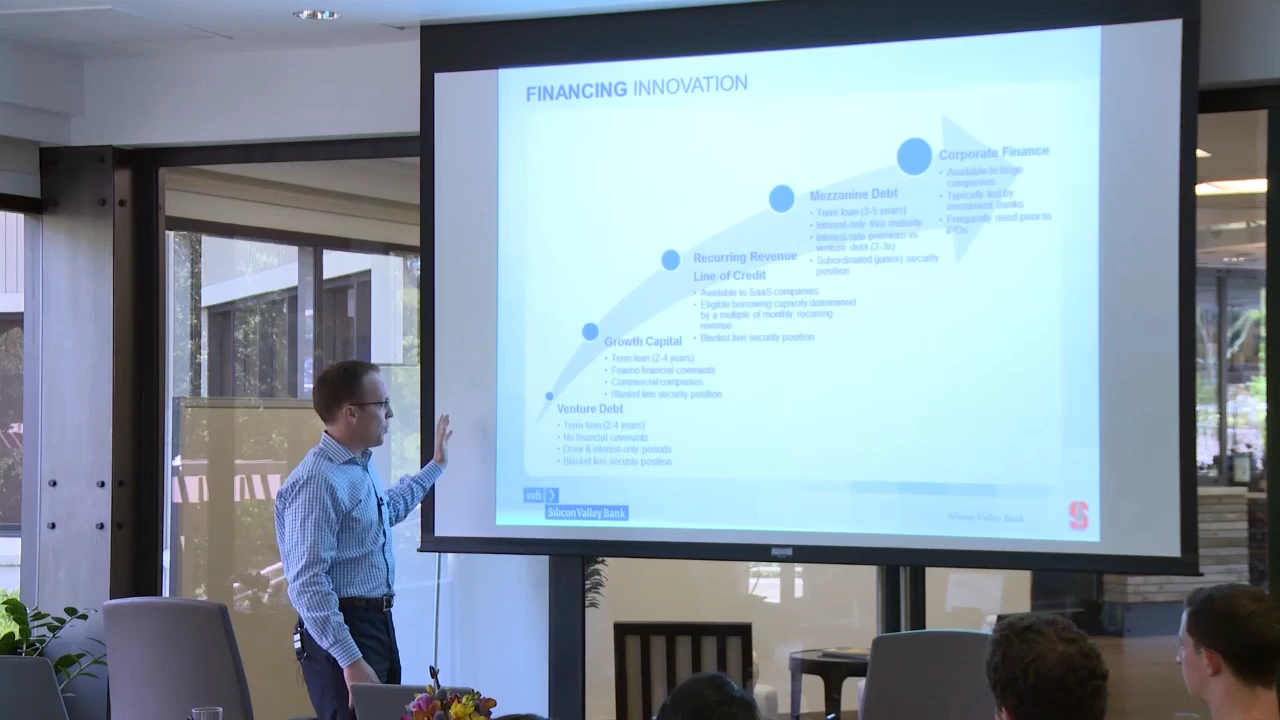 FINANCING INNOVATION
Corporate Finance
• Available to large
companies
• Typically led by
investment banks
• Frequently used prior to
IPOs
Mezzanine Debt
• Term loan (3-5 years)
• Interest-only thru maturity
• Interest-rate premium vs.
venture debt (2-3x)
• Subordinated (junior) security
position
Recurring Revenue
Line of Credit
• Available to SaaS companies
• Eligible borrowing capacity determined
by a multiple of monthly recurring
revenue
• Blanket lien security position
Growth Capital
• Term loan (2-4 years)
• Few/no financial covenants
• Commercial companies
• Blanket lien security position
Venture Debt
• Term loan (2-4 years)
• No financial covenants
• Draw & interest-only periods
• Blanket lien security position
svb
Silicon Valley Bank
Silicon Valley Bank
S